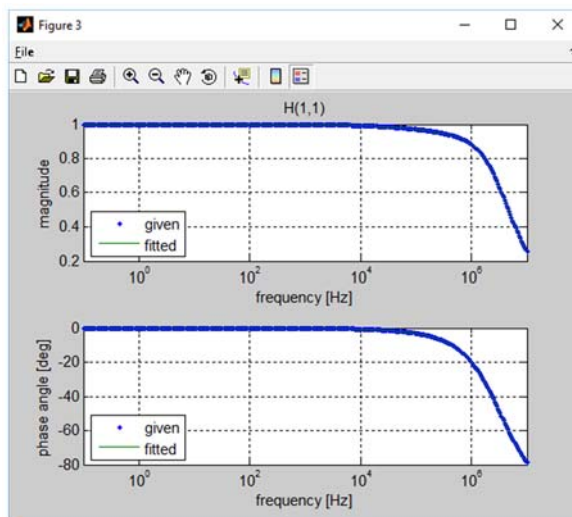 Figure 3
File
H(1,1)
magnitude
1
0.8
0.6
0.4
0.2
given
fitted
10^0
10^2
10^4
10^6
frequency [Hz]
phase angle [deg]
0
-20
-40
-60
-80
given
fitted
10^0
10^2
10^4
10^6
frequency [Hz]